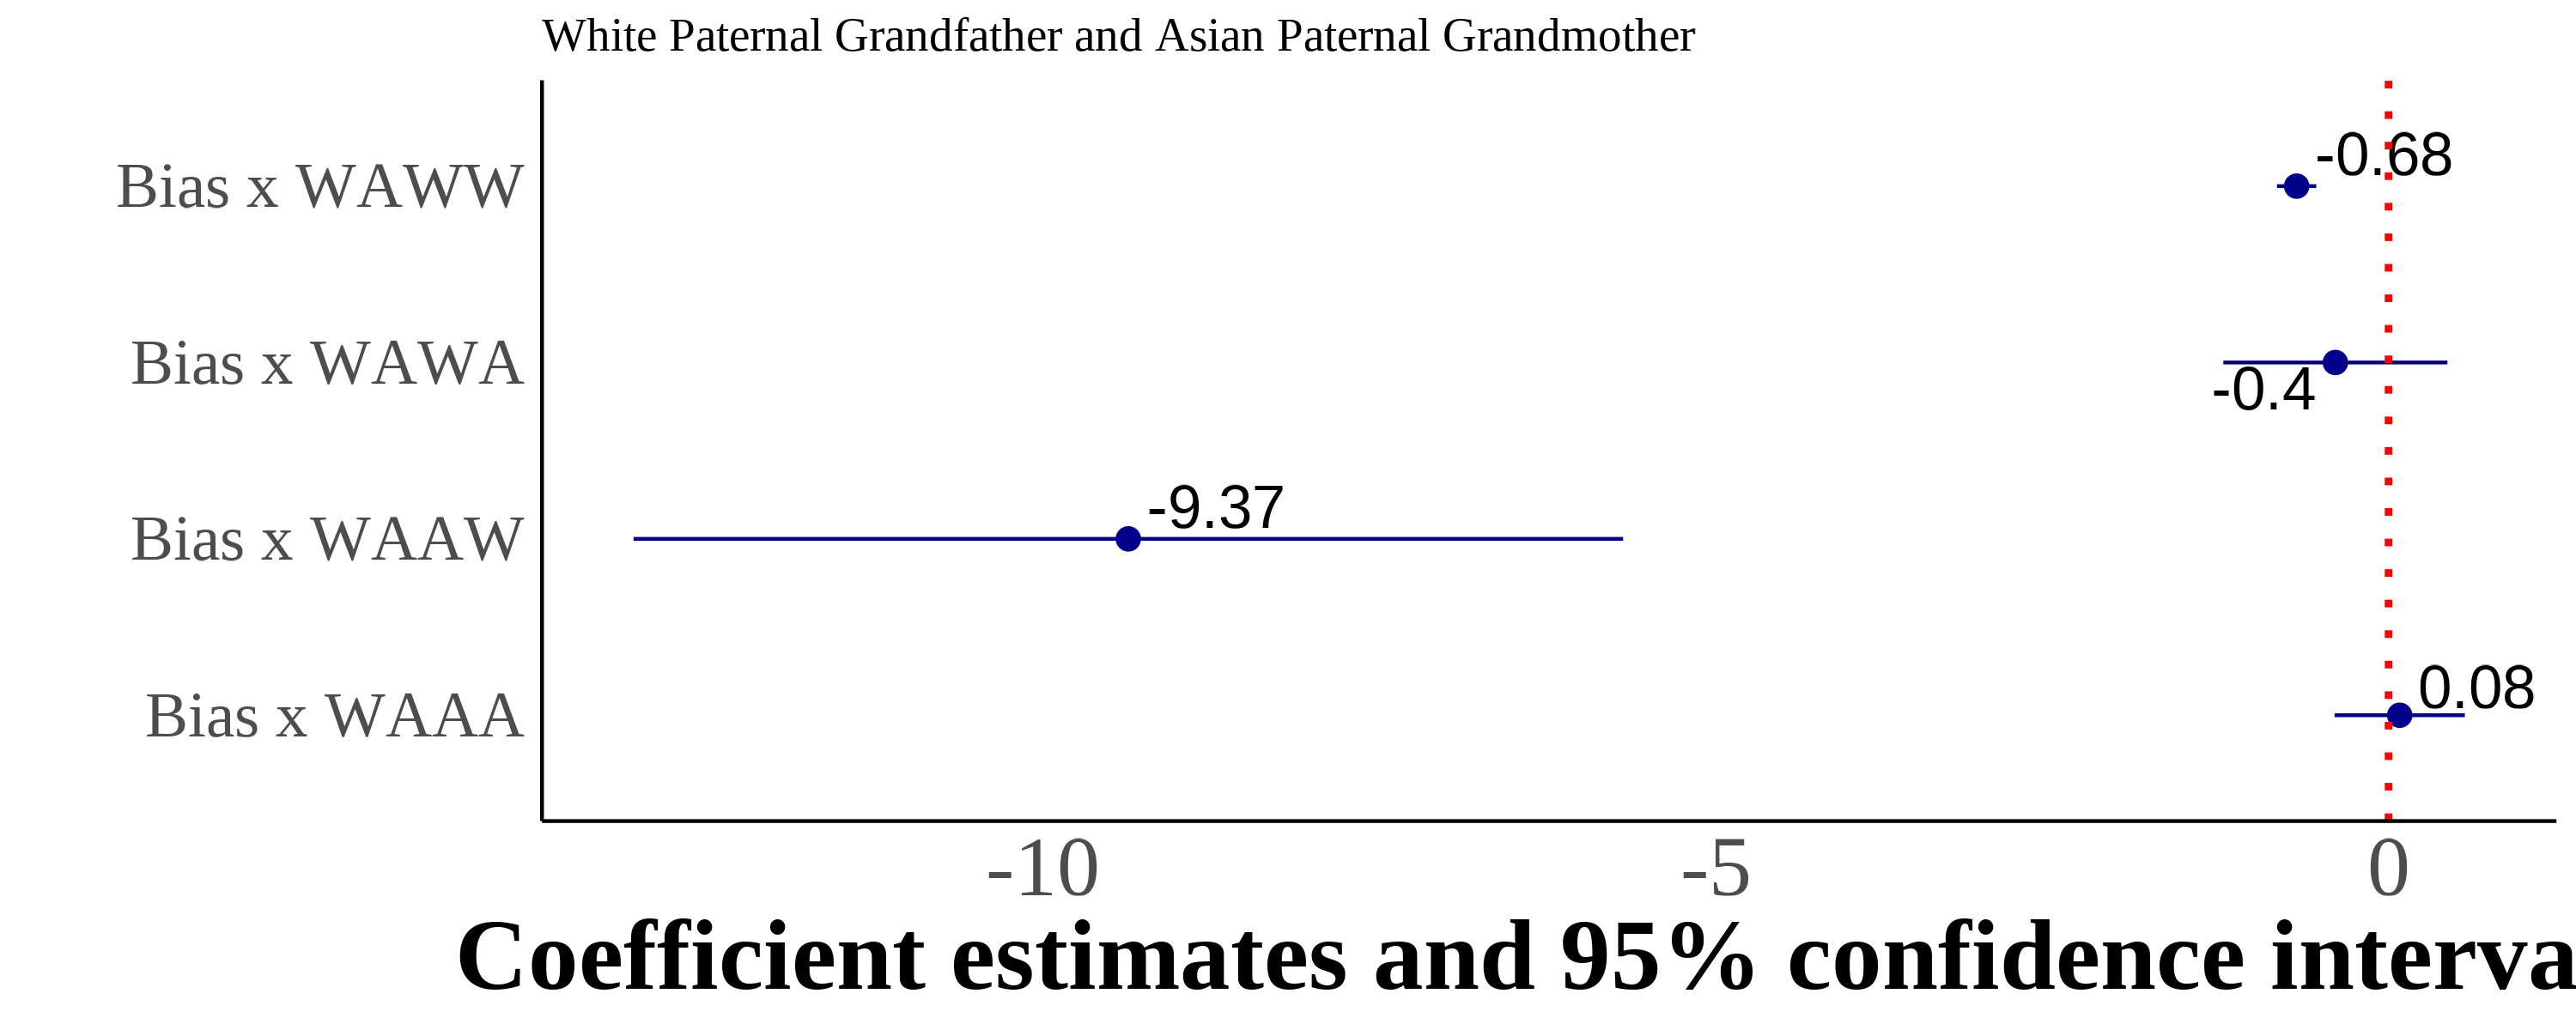 White Paternal Grandfather and Asian Paternal Grandmother
Bias x WAWW
-0.68
Bias x WAWA
-0.4
Bias x WAAW
-9.37
Bias x WAAA
0.08
-10 -5 0
Coefficient estimates and 95% confidence interva